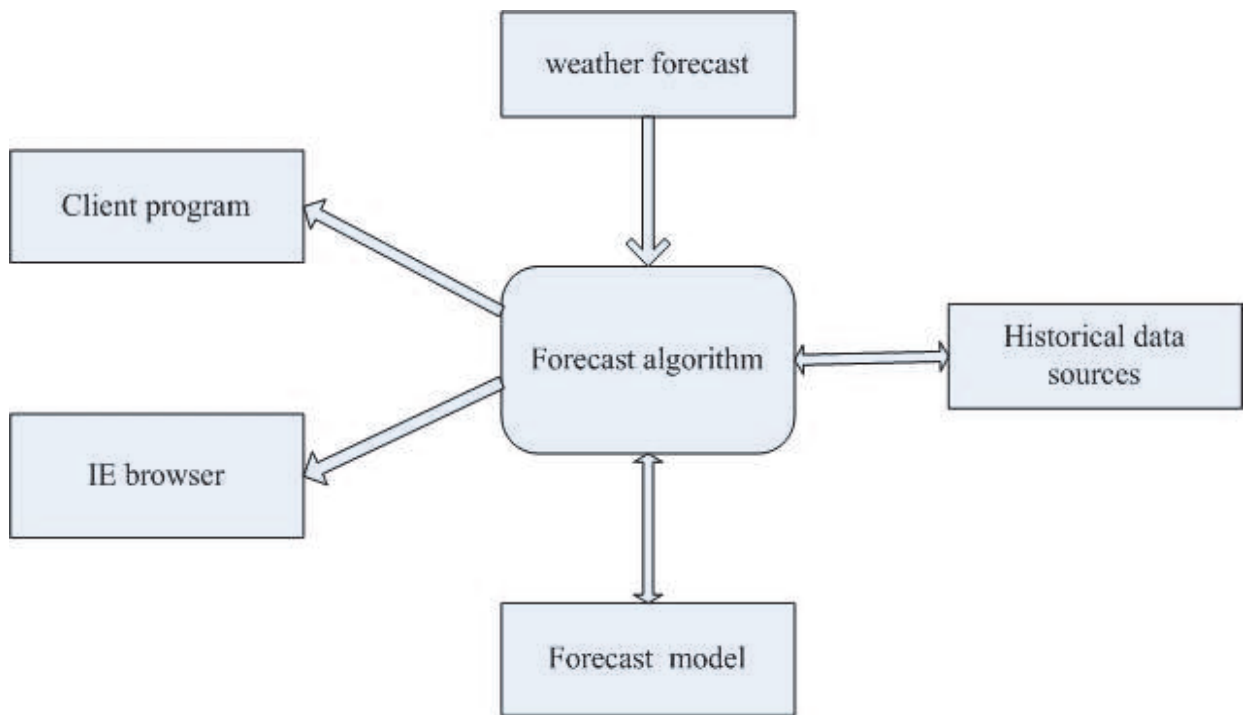 weather forecast
Client program
Forecast algorithm
Historical data
sources
IE browser
Forecast model